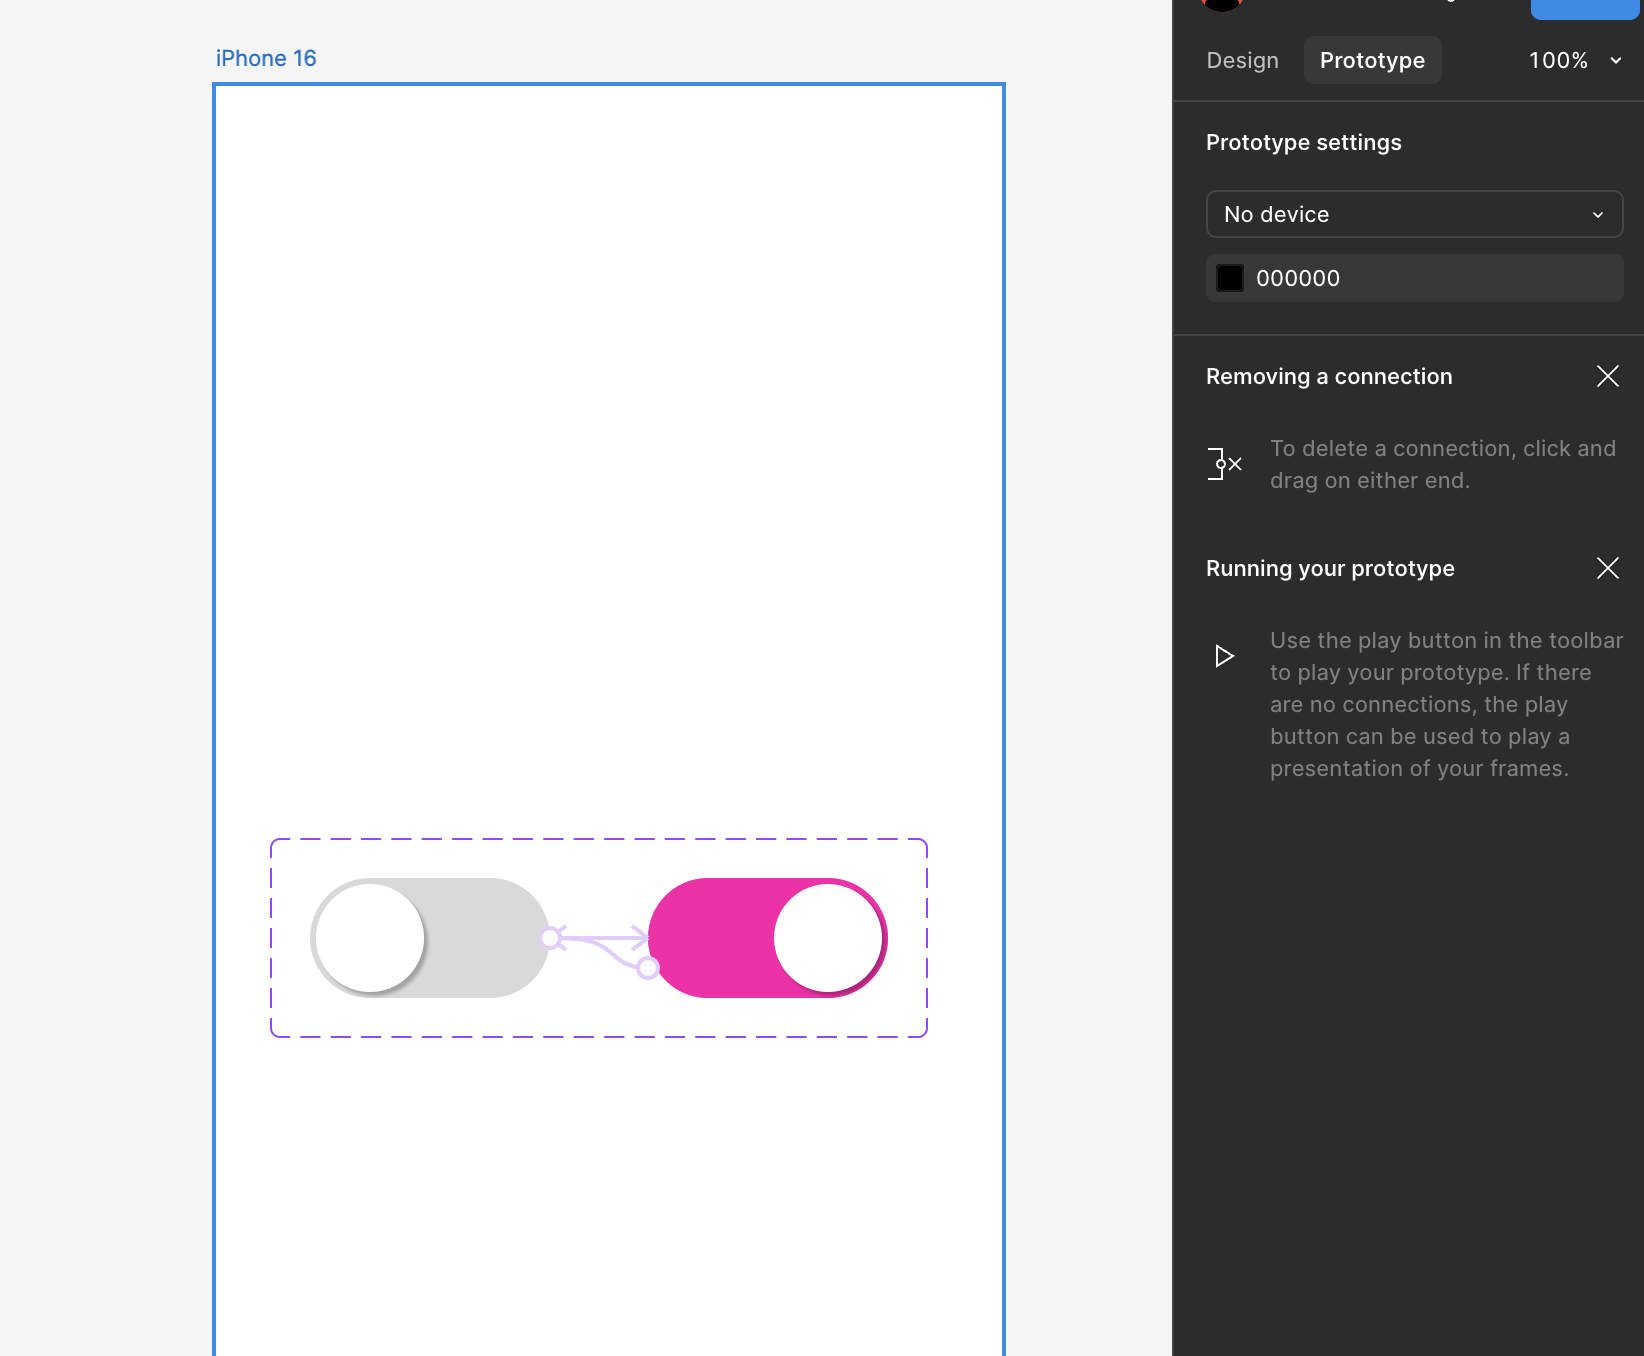 iPhone 16
Design
Prototype
100%
Prototype settings
No device
000000
Removing a connection
To delete a connection, click and
drag on either end.
Running your prototype
Use the play button in the toolbar
to play your prototype. If there
are no connections, the play
button can be used to play a
presentation of your frames.